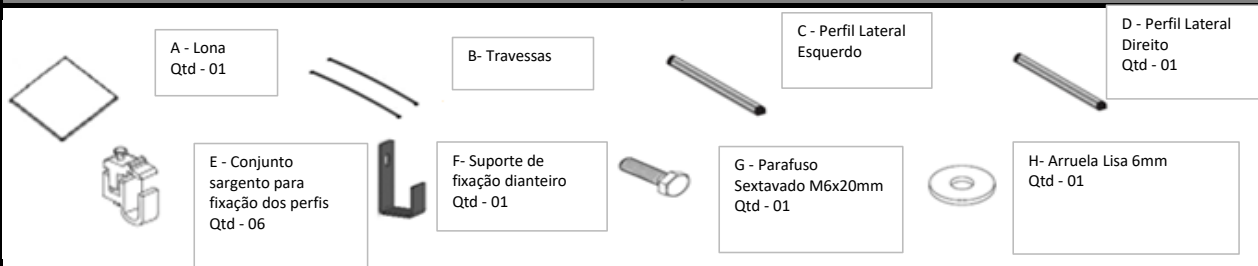 A - Lona
Qtd - 01
B- Travessas
C - Perfil Lateral
Esquerdo
D - Perfil Lateral
Direito
Qtd - 01
E - Conjunto
sargento para
fixação dos perfis
Qtd - 06
F- Suporte de
fixação dianteiro
Qtd - 01
G - Parafuso
Sextavado M6x20mm
Qtd - 01
H- Arruela Lisa 6mm
Qtd - 01